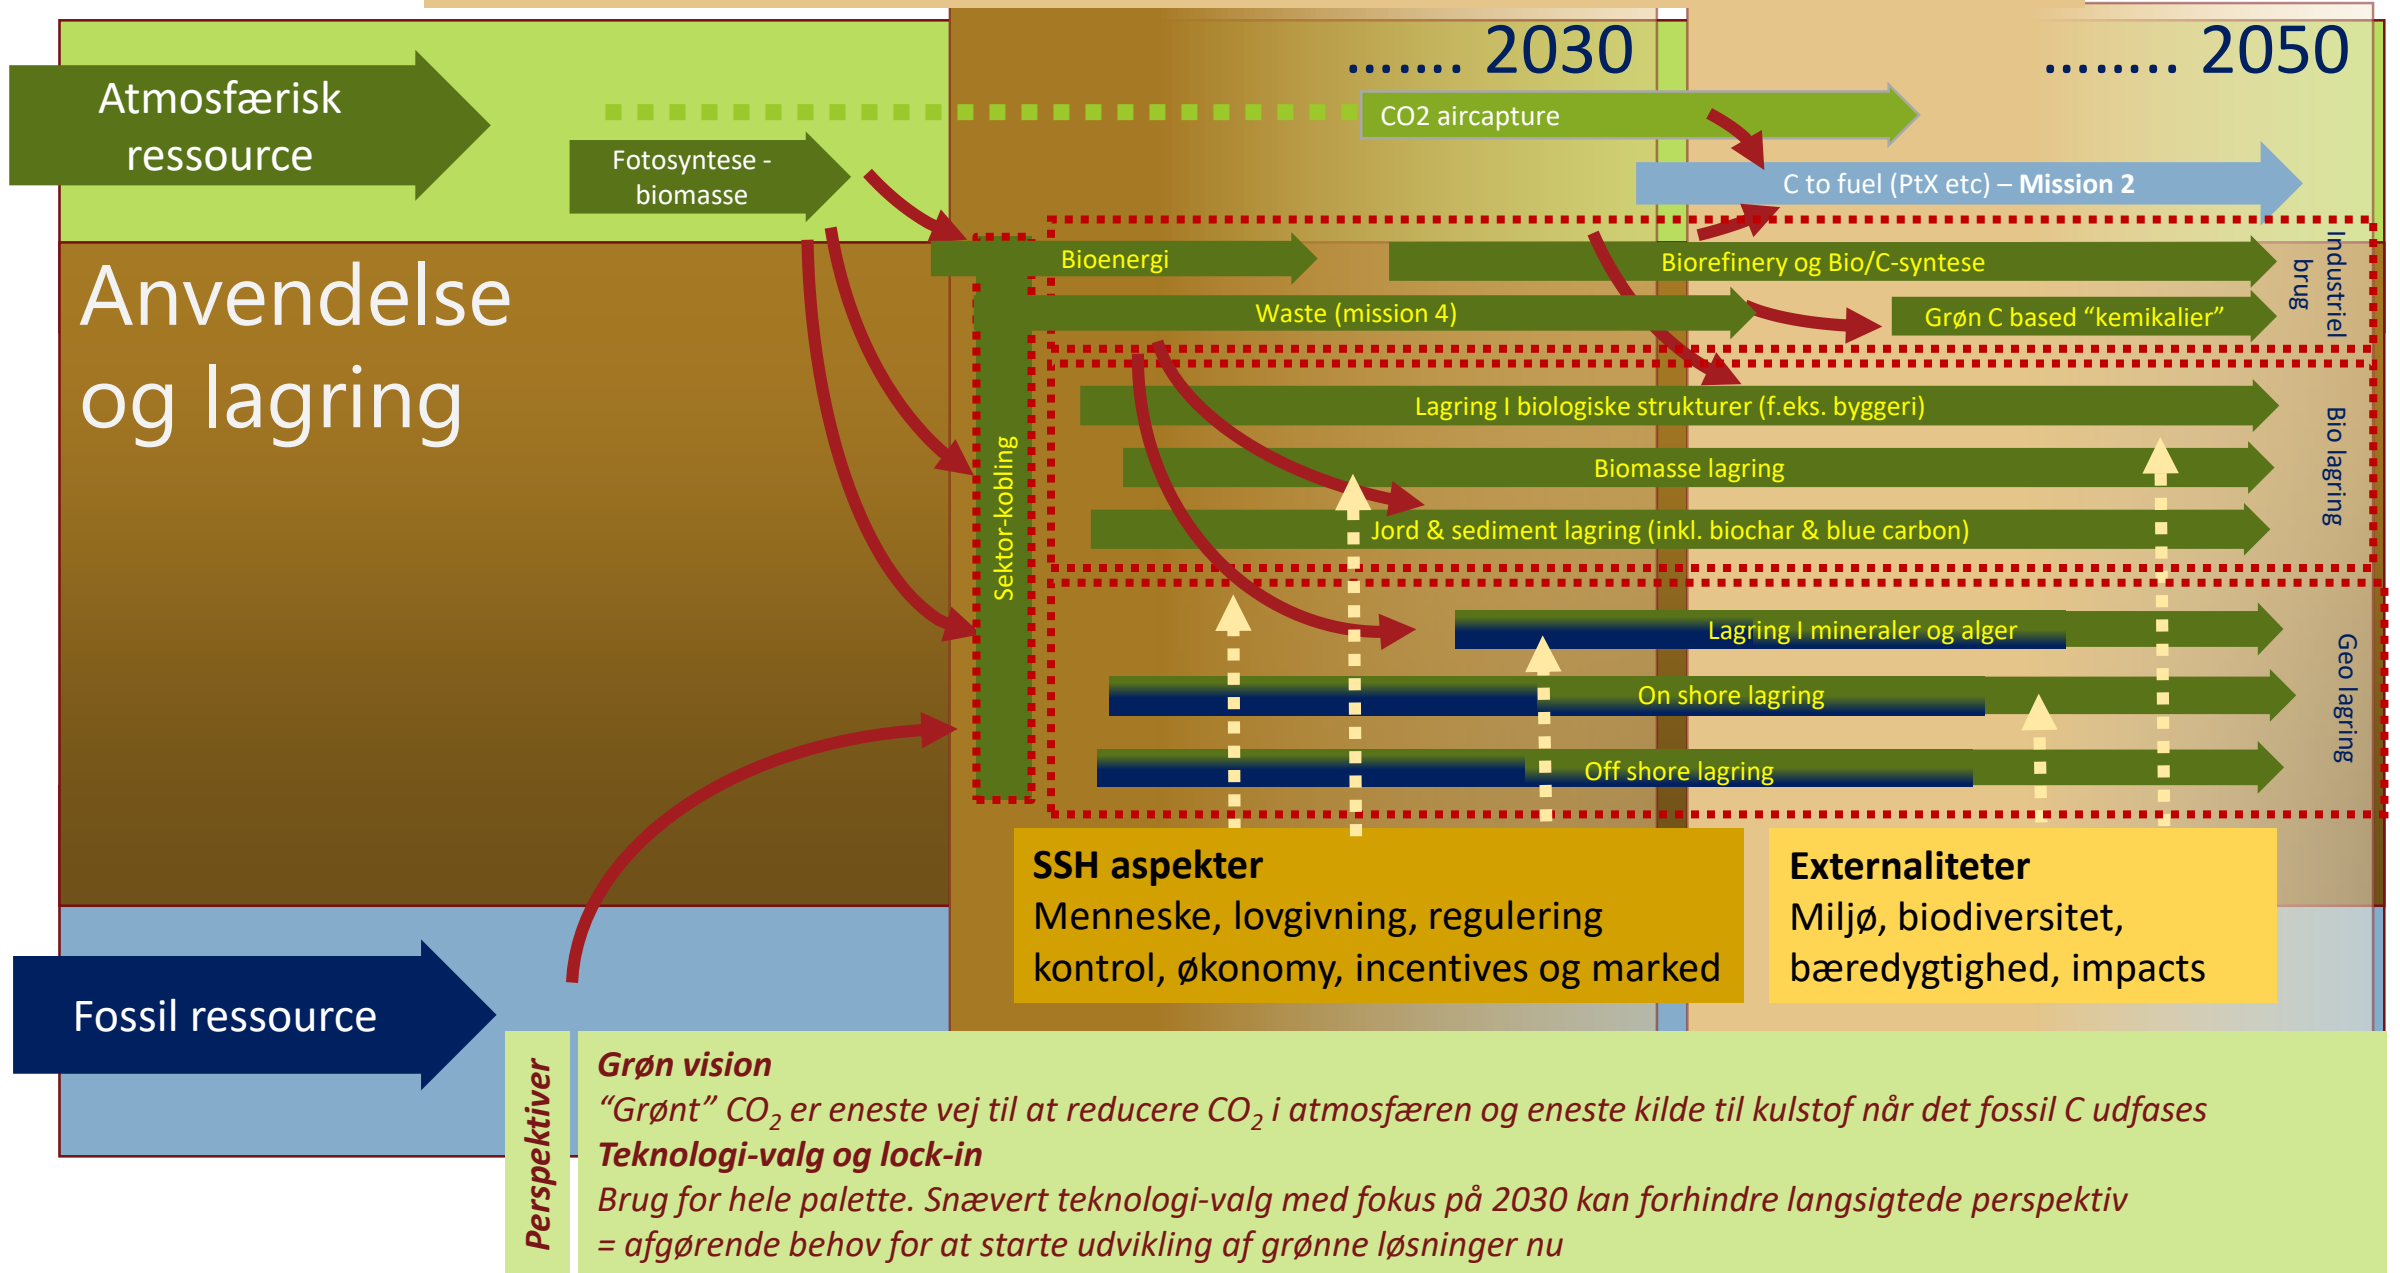 ....... 2030
........ 2050
Atmosfærisk
ressource
CO2 aircapture
Fotosyntese -
biomasse
C to fuel (PtX etc) – Mission 2
Anvendelse
og lagring
Sektor-kobling
Bioenergi
Biorefinery og Bio/C-syntese
Waste (mission 4)
Grøn C based “kemikalier”
Industriel
brug
Lagring I biologiske strukturer (f.eks. byggeri)
Biomasse lagring
Jord & sediment lagring (inkl. biochar & blue carbon)
Bio lagring
Lagring I mineraler og alger
On shore lagring
Off shore lagring
Geo lagring
SSH aspekter
Menneske, lovgivning, regulering
kontrol, økonomy, incentives og marked
Externaliteter
Miljø, biodiversitet,
bæredygtighed, impacts
Fossil ressource
Perspektiver
Grøn vision
“Grønt” CO₂ er eneste vej til at reducere CO₂ i atmosfæren og eneste kilde til kulstof når det fossil C udfases
Teknologi-valg og lock-in
Brug for hele palette. Snævert teknologi-valg med fokus på 2030 kan forhindre langsigtede perspektiv
= afgørende behov for at starte udvikling af grønne løsninger nu